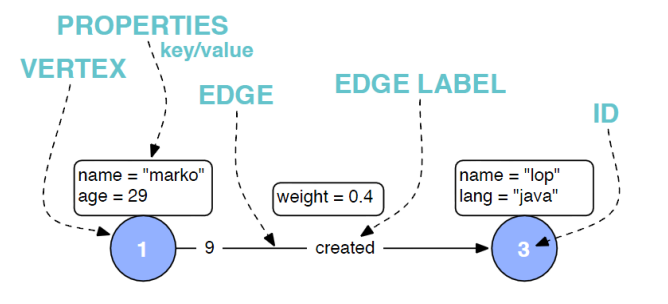 PROPERTIES
key/value
VERTEX
EDGE
EDGE LABEL
ID
name = "marko"
age = 29
weight = 0.4
name = "lop"
lang = "java"
1
9
created
3